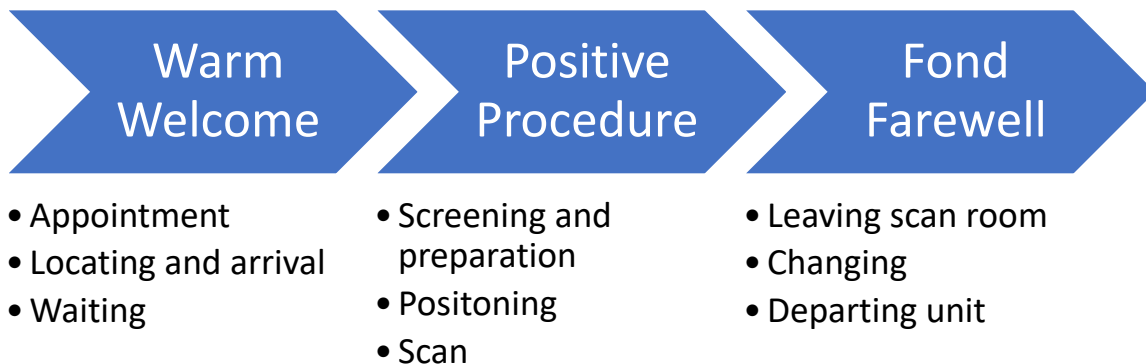 Warm
Welcome
• Appointment
• Locating and arrival
• Waiting
Positive
Procedure
• Screening and
preparation
• Positoning
• Scan
Fond
Farewell
• Leaving scan room
• Changing
• Departing unit